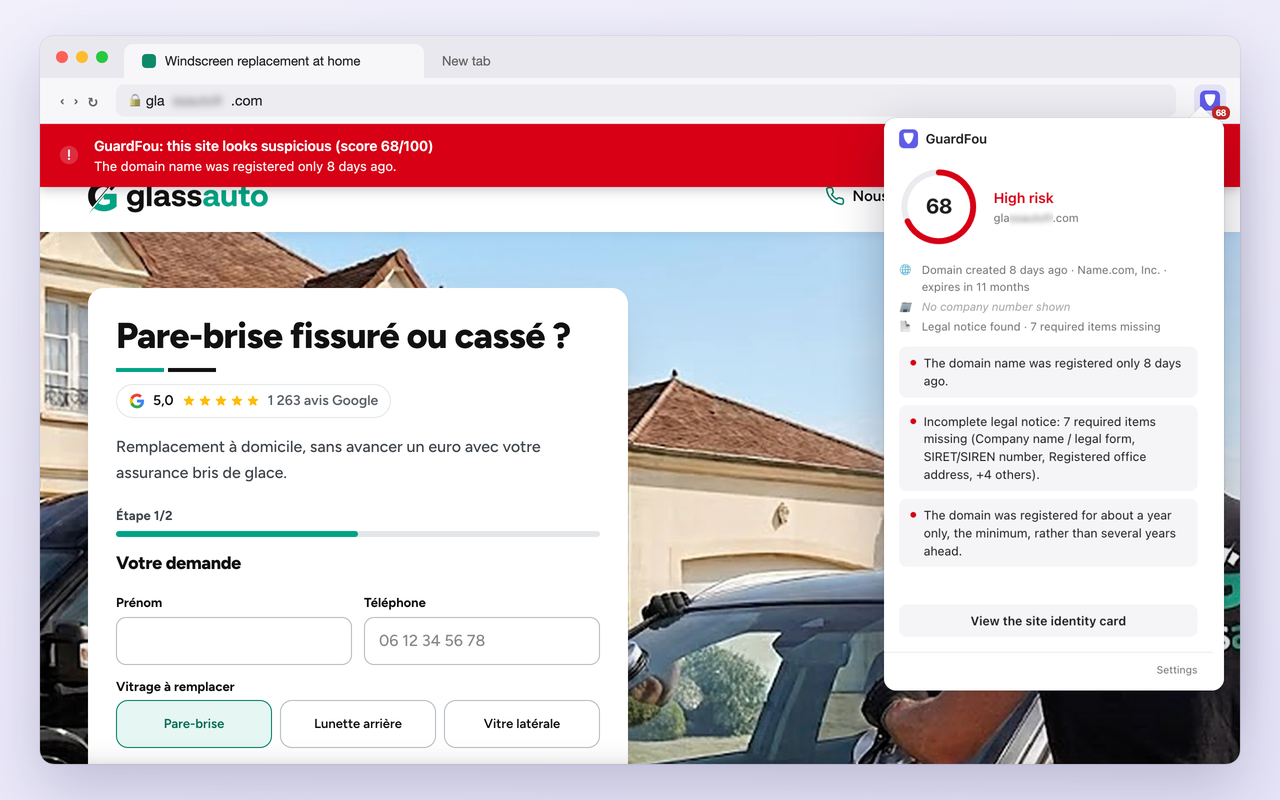 Windscreen replacement at home
New tab
gla .com
68
GuardFou: this site looks suspicious (score 68/100)
The domain name was registered only 8 days ago.
glassauto
Nous
Pare-brise fissuré ou cassé ?
5,0 1 263 avis Google
Remplacement à domicile, sans avancer un euro avec votre
assurance bris de glace.
Étape 1/2
Votre demande
Prénom
Téléphone
06 12 34 56 78
Vitrage à remplacer
Pare-brise
Lunette arrière
Vitre latérale
GuardFou
68
High risk
gla .com
Domain created 8 days ago · Name.com, Inc. ·
expires in 11 months
No company number shown
Legal notice found · 7 required items missing
The domain name was registered only 8 days
ago.
Incomplete legal notice: 7 required items
missing (Company name / legal form,
SIRET/SIREN number, Registered office
address, +4 others).
The domain was registered for about a year
only, the minimum, rather than several years
ahead.
View the site identity card
Settings